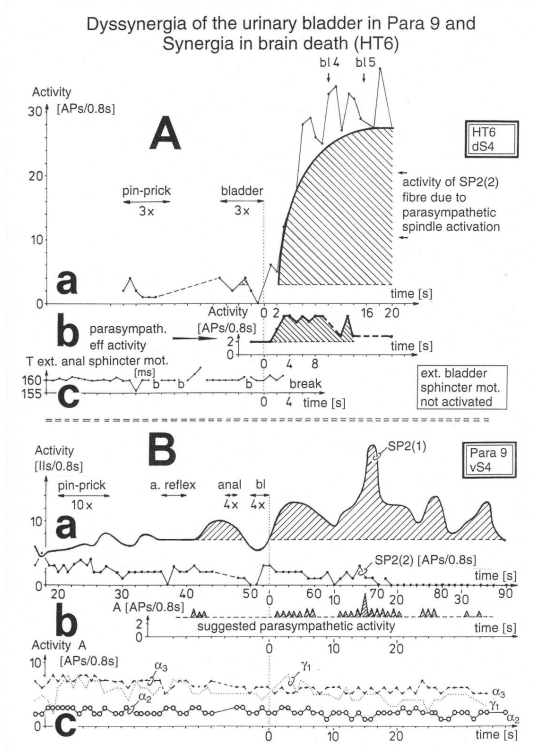 Dyssynergia of the urinary bladder in Para 9 and
Synergia in brain death (HT6)
bl4 bl5
Activity
[APs/0.8s]
30
A
HT6
dS4
20
pin-prick
3x
bladder
3x
activity of SP2(2)
fibre due to
parasympathetic
spindle activation
10
a
time [s]
0
0 2 16 20
b
parasympath.
eff activity
Activity
[APs/0.8s]
2
0
time [s]
0 4 8
c
T ext. anal sphincter mot.
[ms]
160
155
b b b
break
0 4 time [s]
ext. bladder
sphincter mot.
not activated
B
Activity
[IIs/0.8s]
SP2(1)
Para 9
vS4
pin-prick
10x
a. reflex
anal
4x
bl
4x
10
a
SP2(2) [APs/0.8s]
time [s]
0
20 30 40 50 60 70 80 90
0 10 20 30
b
A [APs/0.8s]
2
0
suggested parasympathetic activity
time [s]
0 10 20
Activity A
[APs/0.8s]
10
α3
α2
γ1
α3
γ1
α2
c
0
time [s]
0 10 20